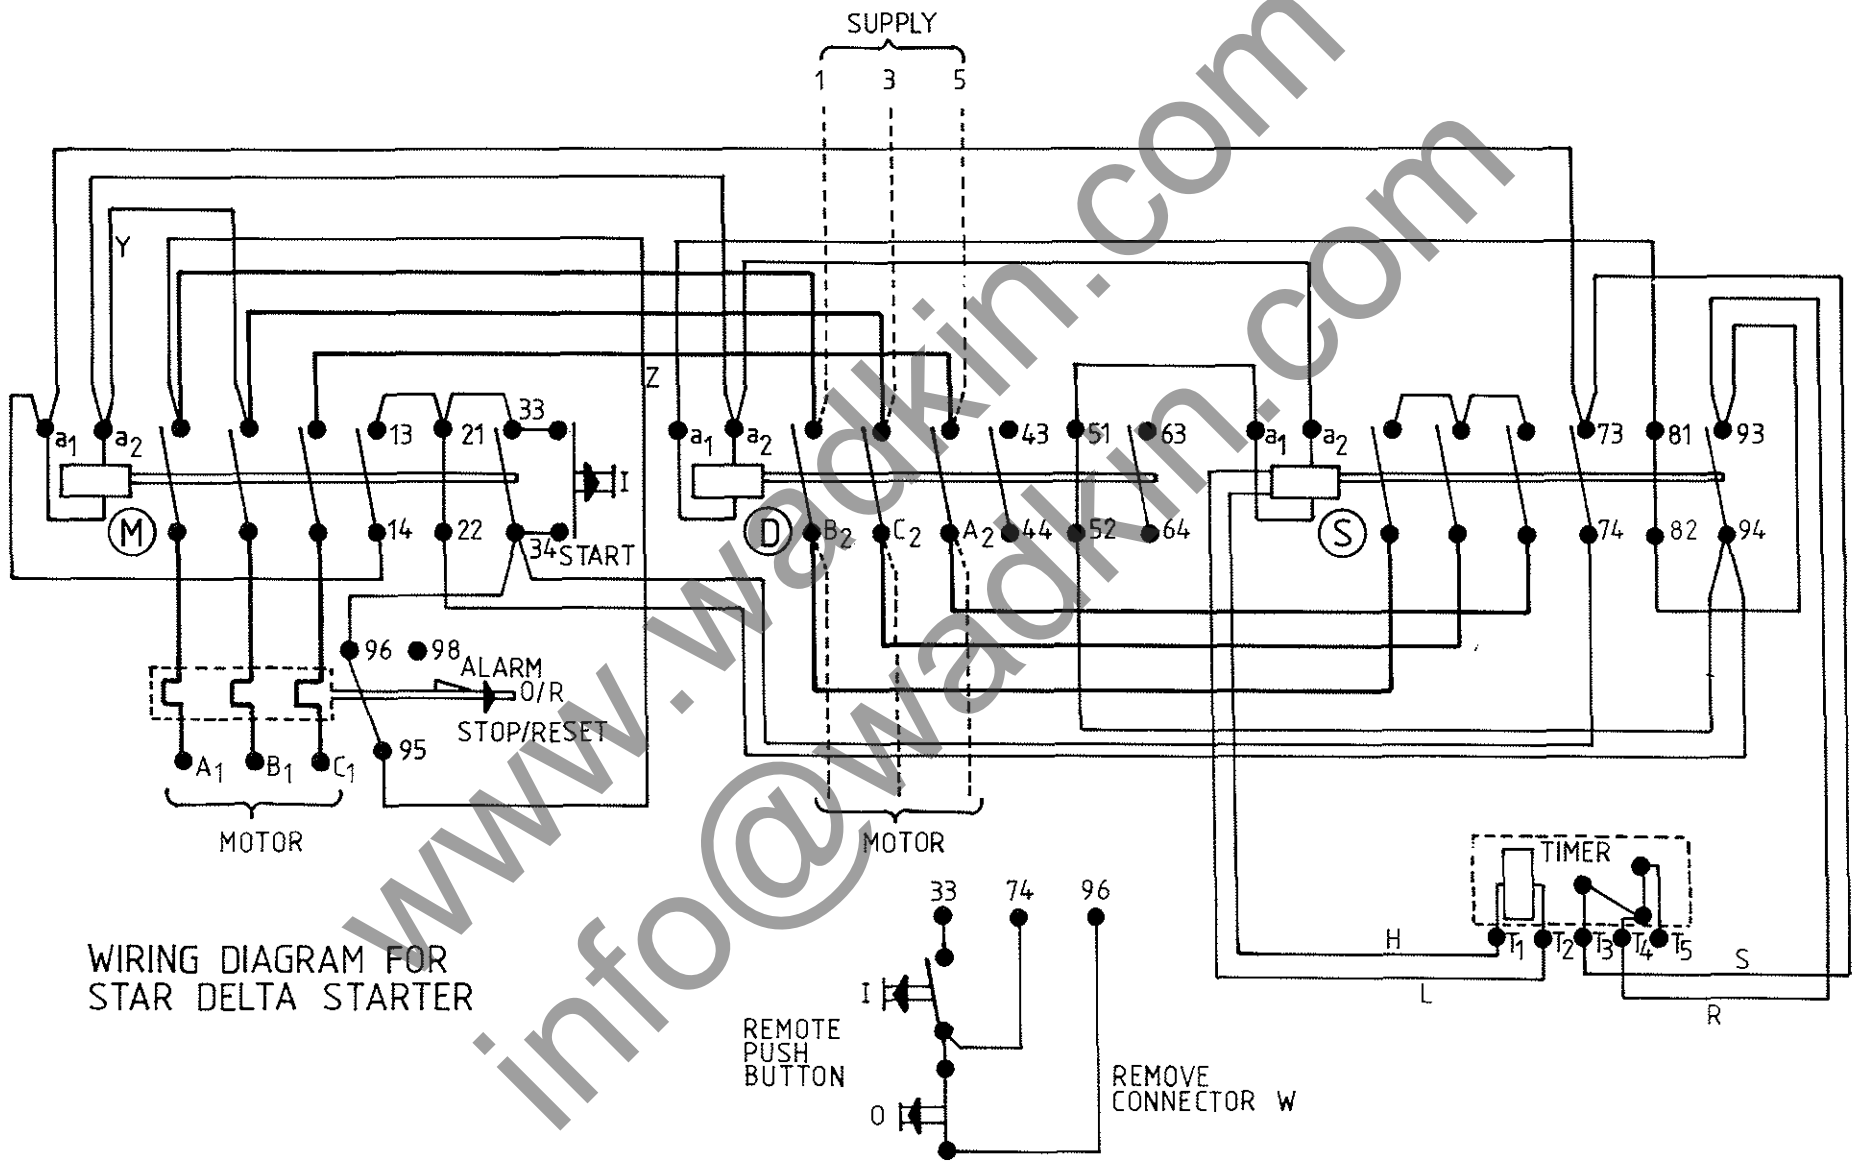 SUPPLY
1 3 5
Y
Z
a1 a2 13 21 33
I
a1 a2 43 51 63
a1 a2 73 81 93
M 14 22 34 START
D B2 C2 A2 44 52 64
S 74 82 94
96 98
ALARM
O/R
STOP/RESET
95
A1 B1 C1
MOTOR
MOTOR
TIMER
T1 T2 T3 T4 T5
H
L
S
R
33 74 96
I
REMOTE
PUSH
BUTTON
O
REMOVE
CONNECTOR W
WIRING DIAGRAM FOR
STAR DELTA STARTER
www.wadkin.com
info@wadkin.com